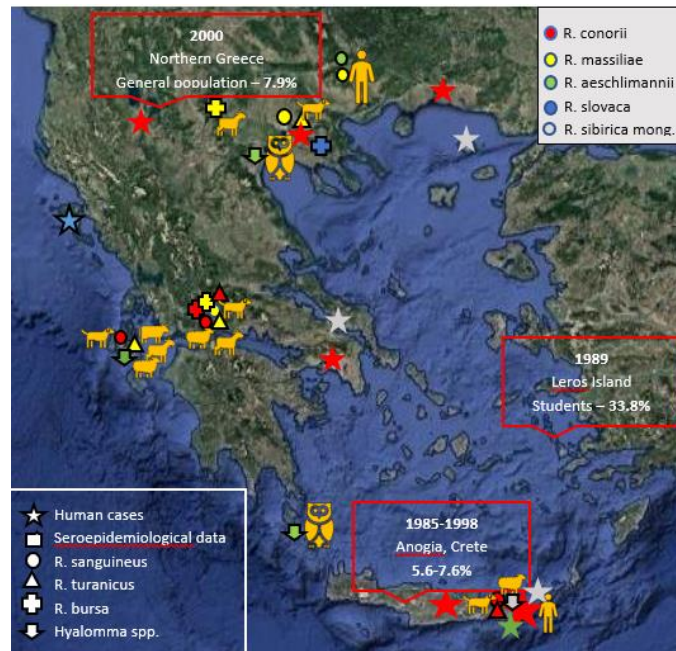 2000
Northern Greece
General population – 7.9%
R. conorii
R. massiliae
R. aeschlimannii
R. slovaca
R. sibirica mong.
1989
Leros Island
Students – 33.8%
1985-1998
Anogia, Crete
5.6-7.6%
Human cases
Seroepidemiological data
R. sanguineus
R. turanicus
R. bursa
Hyalomma spp.